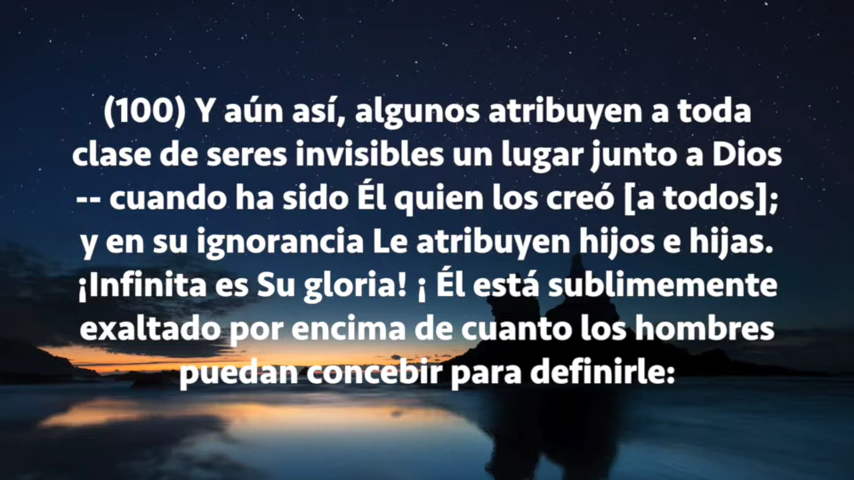 (100) Y aún así, algunos atribuyen a toda
clase de seres invisibles un lugar junto a Dios
-- cuando ha sido Él quien los creó [a todos];
y en su ignorancia Le atribuyen hijos e hijas.
¡Infinita es Su gloria! ¡ Él está sublimemente
exaltado por encima de cuanto los hombres
puedan concebir para definirle: